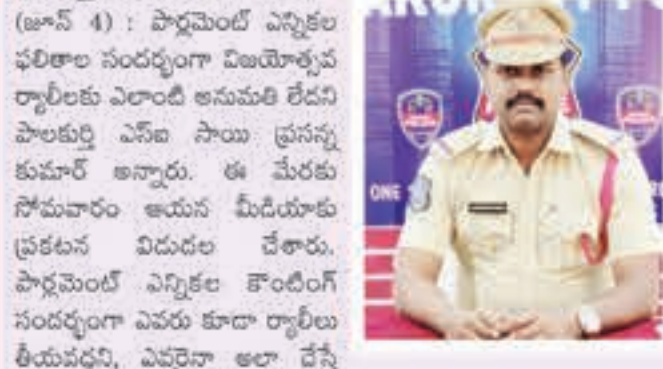 (జూన్ 4) : పార్లమెంట్ ఎన్నికల
ఫలితాల సందర్భంగా విజయోత్సవ
ర్యాలీలకు ఎలాంటి అనుమతి లేదని
పాలకుర్తి ఎస్ఐ సాయి ప్రసన్న
కుమార్ అన్నారు. ఈ మేరకు
సోమవారం ఆయన మీడియాకు
ప్రకటన విడుదల చేశారు.
పార్లమెంట్ ఎన్నికల కౌంటింగ్
సందర్భంగా ఎవరు కూడా ర్యాలీలు
తీయవద్దని, ఎవరైనా అలా చేస్తే
ONE